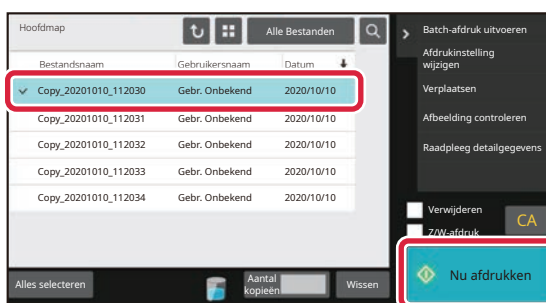 Hoofdmap
Alle Bestanden
Bestandsnaam Gebruikersnaam Datum
Copy_20201010_112030 Gebr. Onbekend 2020/10/10
Copy_20201010_112031 Gebr. Onbekend 2020/10/10
Copy_20201010_112032 Gebr. Onbekend 2020/10/10
Copy_20201010_112033 Gebr. Onbekend 2020/10/10
Copy_20201010_112034 Gebr. Onbekend 2020/10/10
Alles selecteren
Aantal
kopieën
Wissen
Batch-afdruk uitvoeren
Afdrukinstelling
wijzigen
Verplaatsen
Afbeelding controleren
Raadpleeg detailgegevens
Verwijderen
Z/W-afdruk
CA
Nu afdrukken